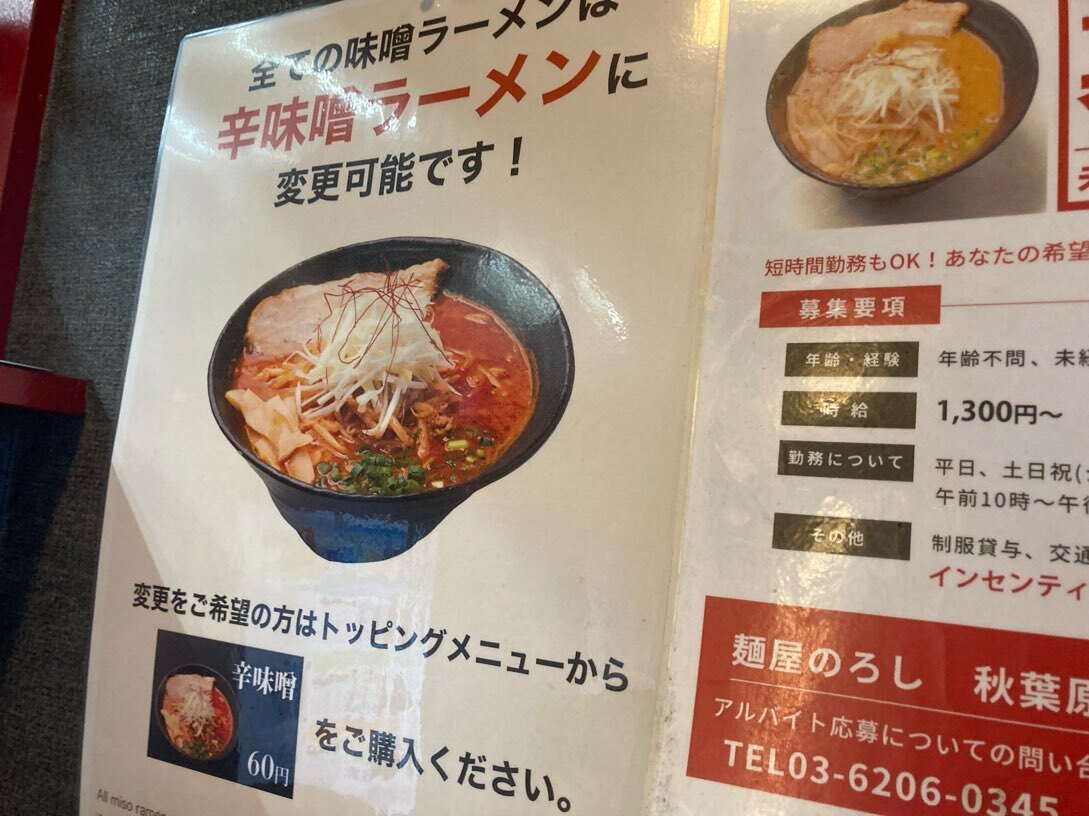 全ての味噌ラーメンは
辛味噌ラーメンに
変更可能です！
変更をご希望の方はトッピングメニューから
辛味噌
60円
をご購入ください。
All miso ramen
短時間勤務もOK！あなたの希望
募集要項
年齢・経験
年齢不問、未経
時給
1,300円～
勤務について
平日、土日祝(
午前10時～午後
その他
制服貸与、交通
インセンティ
麺屋のろし 秋葉原
アルバイト応募についての問い合
TEL03-6206-0345